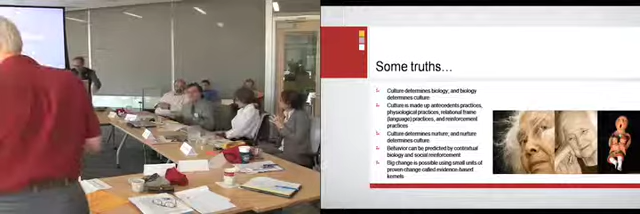 Some truths…
Culture determines biology; and biology
determines culture
Culture is made up antecedents practices,
physiological practices, relational frame
(language) practices, and reinforcement
practices
Culture determines nurture; and nurture
determines culture
Behavior can be predicted by contextual
biology and social reinforcement
Big change is possible using small units of
proven change called evidence-based
kernels